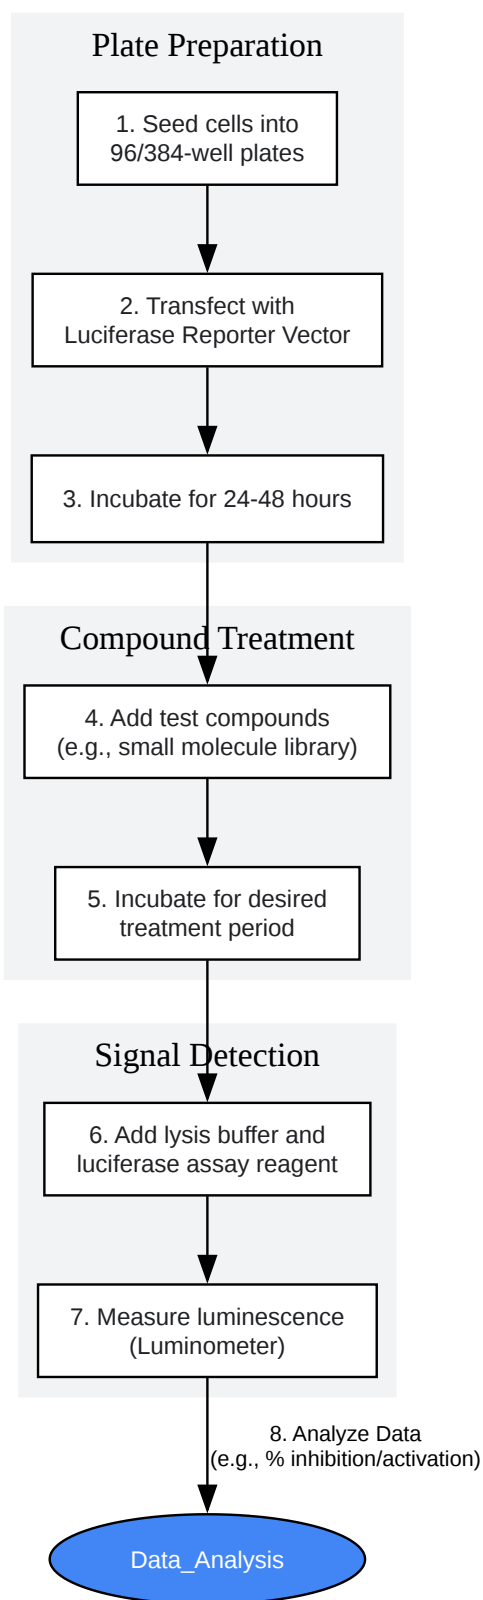 Plate Preparation
1. Seed cells into
96/384-well plates
2. Transfect with
Luciferase Reporter Vector
3. Incubate for 24-48 hours
Compound Treatment
4. Add test compounds
(e.g., small molecule library)
5. Incubate for desired
treatment period
Signal Detection
6. Add lysis buffer and
luciferase assay reagent
7. Measure luminescence
(Luminometer)
8. Analyze Data
(e.g., % inhibition/activation)
Data_Analysis